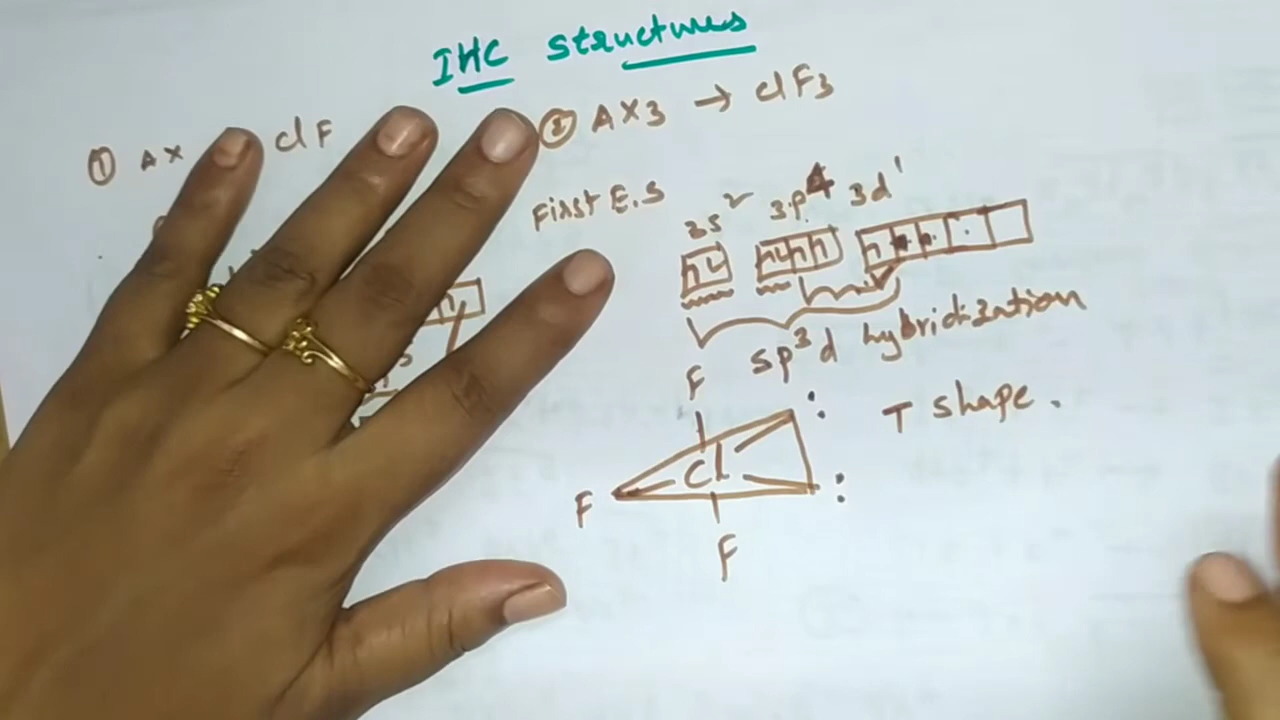 IHC structures
① AX ClF
② AX3 → ClF3
First E.S
3s² 3p4 3d¹
sp³d hybridization
T shape.
F
Cl
:
F
:
F